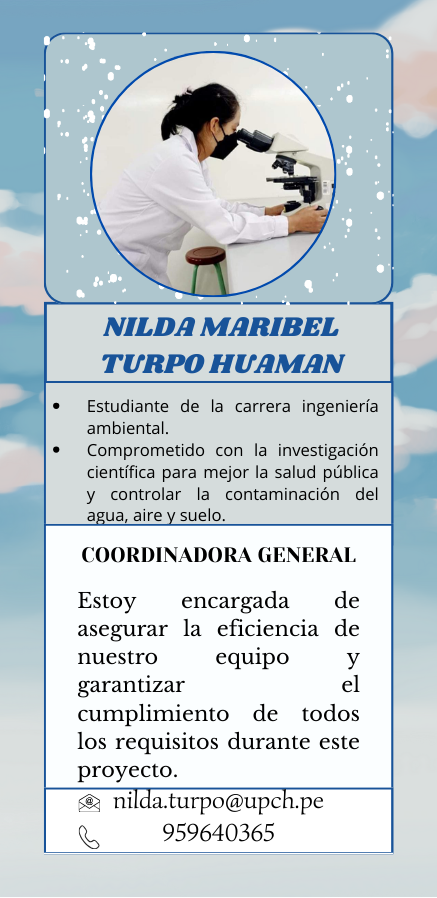 NILDA MARIBEL
TURPO HUAMAN
• Estudiante de la carrera ingeniería
ambiental.
• Comprometido con la investigación
científica para mejor la salud pública
y controlar la contaminación del
agua, aire y suelo.
COORDINADORA GENERAL
Estoy encargada de
asegurar la eficiencia de
nuestro equipo y
garantizar el
cumplimiento de todos
los requisitos durante este
proyecto.
nilda.turpo@upch.pe
959640365